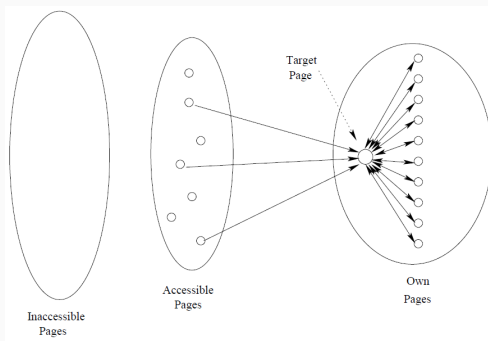 Target
Page
Inaccessible
Pages
Accessible
Pages
Own
Pages